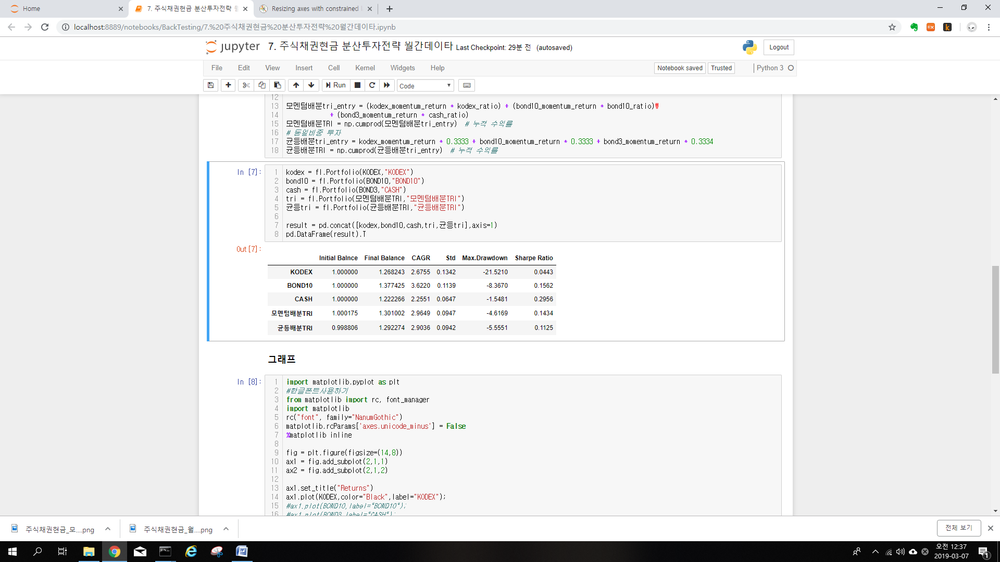 Home
7. 주식채권현금 분산투자전략 월
Resizing axes with constrained
localhost:8889/notebooks/BackTesting/7.%20주식채권현금%20분산투자전략%20월간데이타.ipynb
jupyter 7. 주식채권현금 분산투자전략 월간데이타 Last Checkpoint: 29분 전 (autosaved)
Logout
File Edit View Insert Cell Kernel Widgets Help
Notebook saved Trusted Python 3
Run Code
12
13 모멘텀배분tri_entry = (kodex_momentum_return * kodex_ratio) + (bond10_momentum_return * bond10_ratio)₩
14 + (bond3_momentum_return * cash_ratio)
15 모멘텀배분TRI = np.cumprod(모멘텀배분tri_entry) # 누적 수익률
16 # 동일비중 투자
17 균등배분tri_entry = kodex_momentum_return * 0.3333 + bond10_momentum_return * 0.3333 + bond3_momentum_return * 0.3334
18 균등배분TRI = np.cumprod(균등배분tri_entry) # 누적 수익률
In [7]:
1 kodex = fl.Portfolio(KODEX,"KODEX")
2 bond10 = fl.Portfolio(BOND10,"BOND10")
3 cash = fl.Portfolio(BOND3,"CASH")
4 tri = fl.Portfolio(모멘텀배분TRI,"모멘텀배분TRI")
5 균등tri = fl.Portfolio(균등배분TRI,"균등배분TRI")
6
7 result = pd.concat([kodex,bond10,cash,tri,균등tri],axis=1)
8 pd.DataFrame(result).T
Out[7]:
Initial Balnce Final Balance CAGR Std Max.Drawdown Sharpe Ratio
KODEX 1.000000 1.268243 2.6755 0.1342 -21.5210 0.0443
BOND10 1.000000 1.377425 3.6220 0.1139 -8.3670 0.1562
CASH 1.000000 1.222266 2.2551 0.0647 -1.5481 0.2956
모멘텀배분TRI 1.000175 1.301002 2.9649 0.0947 -4.6169 0.1434
균등배분TRI 0.998806 1.292274 2.9036 0.0942 -5.5551 0.1125
그래프
In [8]:
1 import matplotlib.pyplot as plt
2 #한글폰트사용하기
3 from matplotlib import rc, font_manager
4 import matplotlib
5 rc("font", family="NanumGothic")
6 matplotlib.rcParams['axes.unicode_minus'] = False
7 %matplotlib inline
8
9 fig = plt.figure(figsize=(14,8))
10 ax1 = fig.add_subplot(2,1,1)
11 ax2 = fig.add_subplot(2,1,2)
12
13 ax1.set_title("Returns")
14 ax1.plot(KODEX,color="Black",label="KODEX");
15 #ax1.plot(BOND10,label="BOND10");
16 #ax1.plot(BOND3,label="CASH");
주식채권현금_모....png
주식채권현금_월....png
전체 보기
오전 12:37
2019-03-07
1